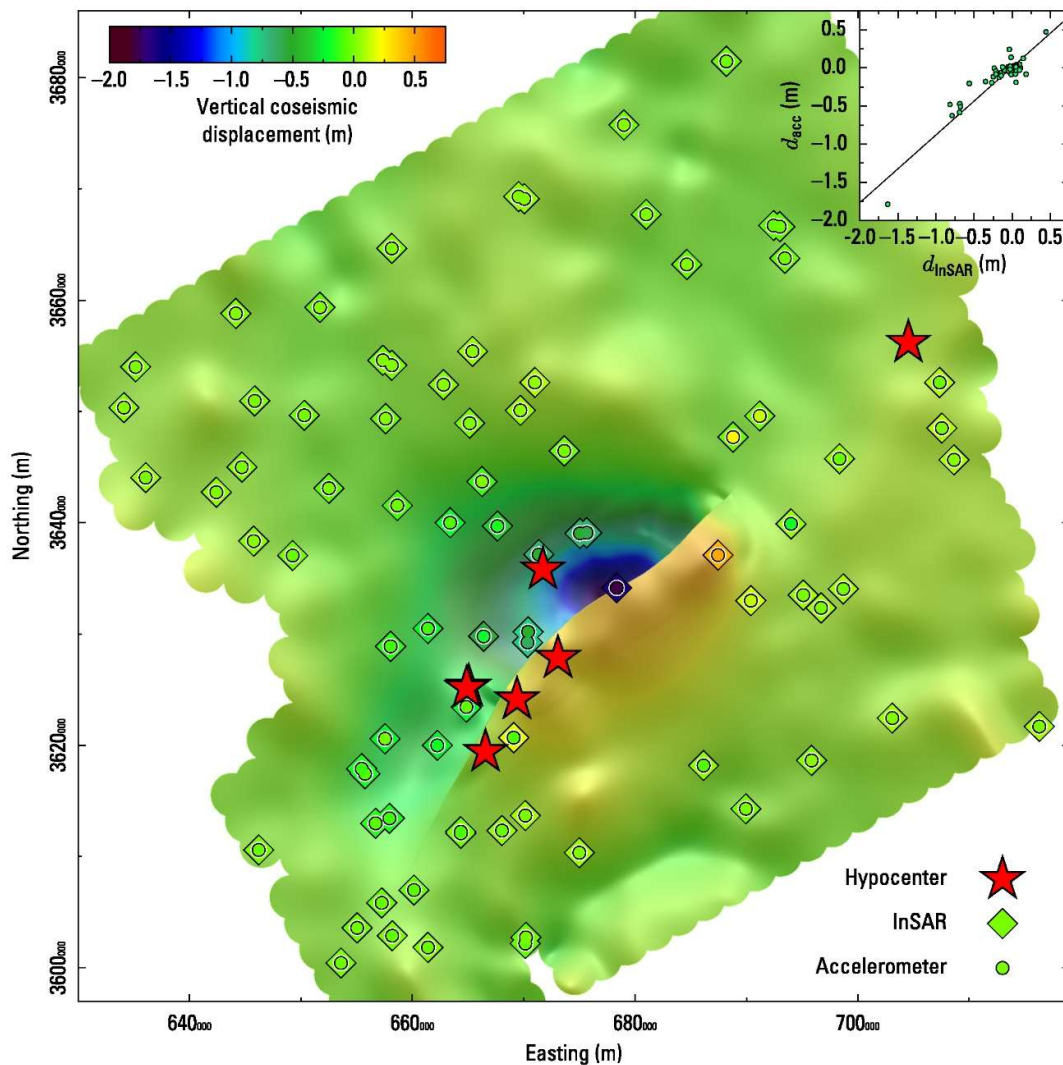 −2.0 −1.5 −1.0 −0.5 0.0 0.5
Vertical coseismic
displacement (m)
0.5
0.0
−0.5
−1.0
−1.5
−2.0
d_acc (m)
-2.0 −1.5 −1.0 −0.5 0.0 0.5
d_InSAR (m)
3680000
3660000
3640000
3620000
3600000
Northing (m)
Hypocenter
InSAR
Accelerometer
640000 660000 680000 700000
Easting (m)